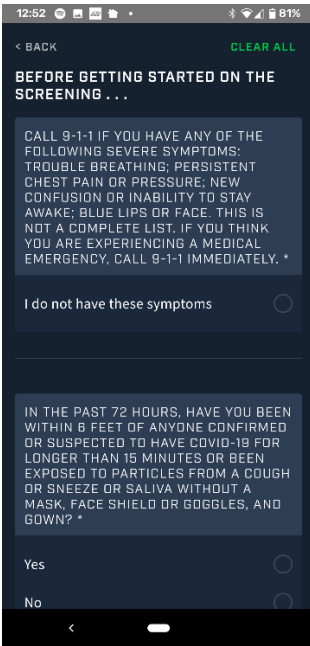 12:52 81%
< BACK CLEAR ALL
BEFORE GETTING STARTED ON THE
SCREENING . . .
CALL 9-1-1 IF YOU HAVE ANY OF THE
FOLLOWING SEVERE SYMPTOMS:
TROUBLE BREATHING; PERSISTENT
CHEST PAIN OR PRESSURE; NEW
CONFUSION OR INABILITY TO STAY
AWAKE; BLUE LIPS OR FACE. THIS IS
NOT A COMPLETE LIST. IF YOU THINK
YOU ARE EXPERIENCING A MEDICAL
EMERGENCY, CALL 9-1-1 IMMEDIATELY. *
I do not have these symptoms
IN THE PAST 72 HOURS, HAVE YOU BEEN
WITHIN 6 FEET OF ANYONE CONFIRMED
OR SUSPECTED TO HAVE COVID-19 FOR
LONGER THAN 15 MINUTES OR BEEN
EXPOSED TO PARTICLES FROM A COUGH
OR SNEEZE OR SALIVA WITHOUT A
MASK, FACE SHIELD OR GOGGLES, AND
GOWN? *
Yes
No